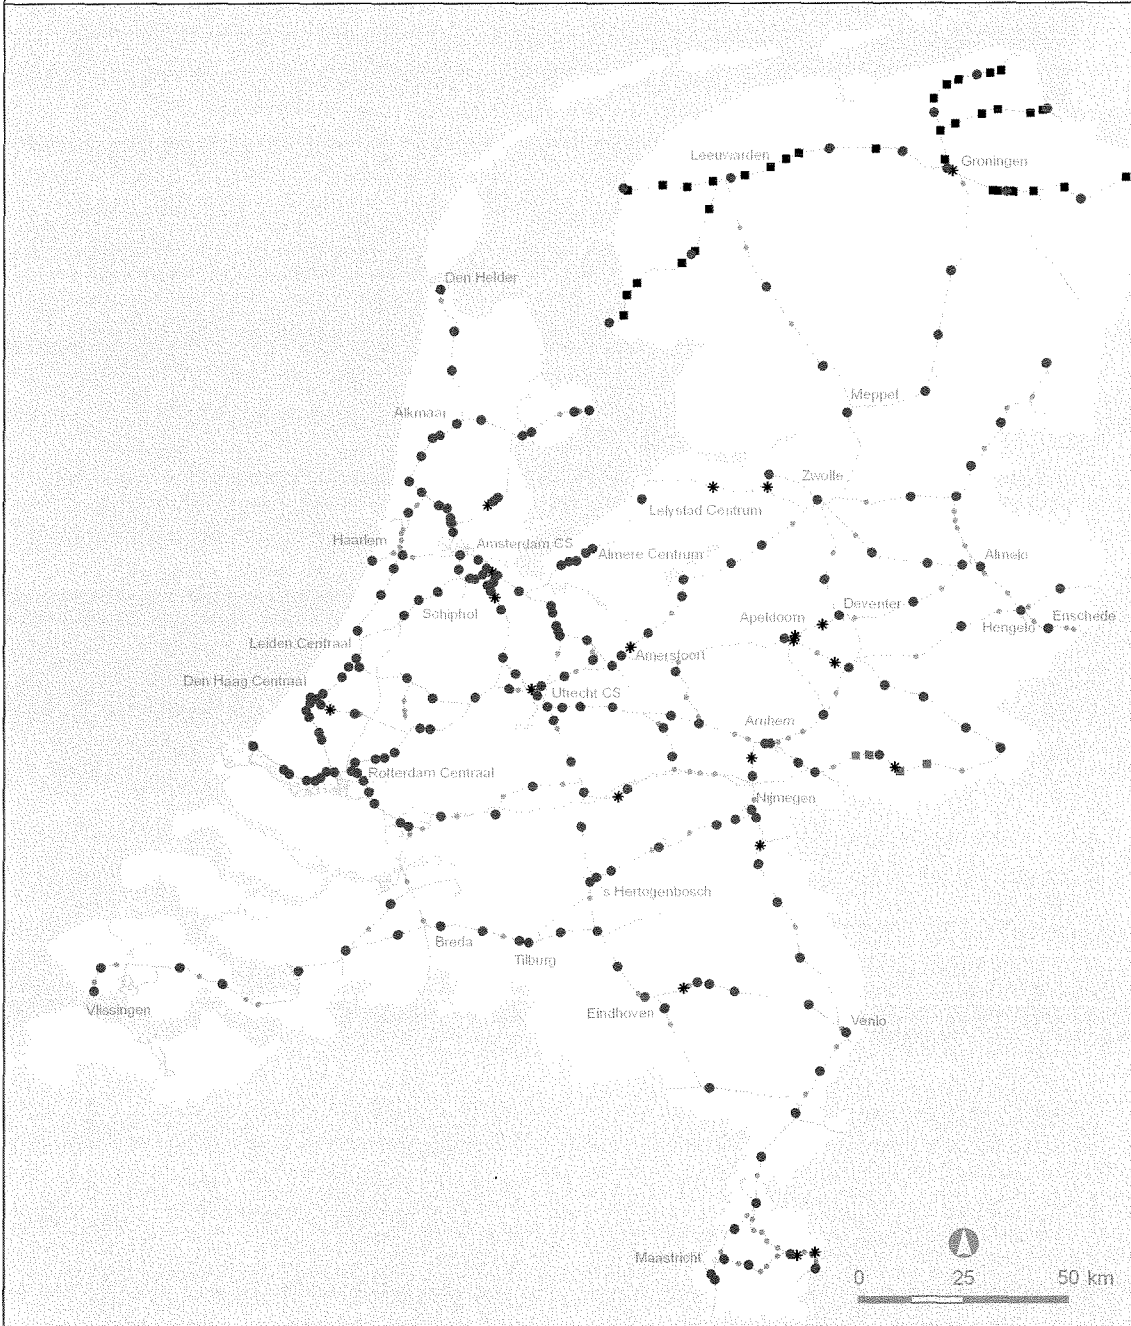 Leeuwarden
Groningen
Den Helder
Meppel
Alkmaar
Zwolle
Lelystad Centrum
Haarlem
Amsterdam CS
Almere Centrum
Almelo
Schiphol
Deventer
Apeldoorn
Enschede
Hengelo
Leiden Centraal
Amersfoort
Den Haag Centraal
Utrecht CS
Arnhem
Rotterdam Centraal
Nijmegen
's Hertogenbosch
Breda
Tilburg
Vlissingen
Eindhoven
Venlo
Maastricht
0 25 50 km